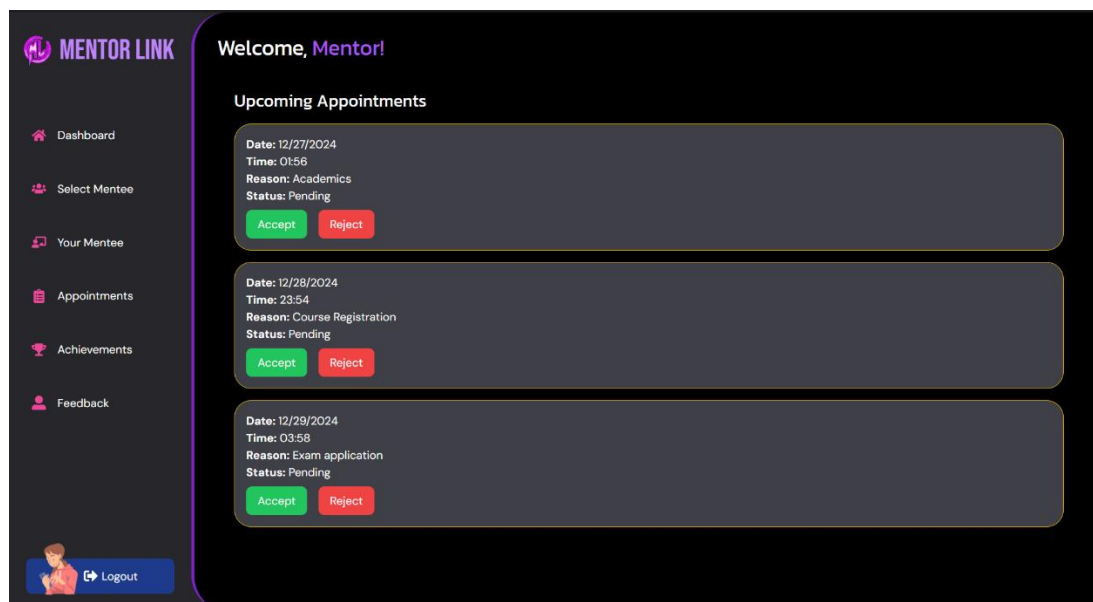 MENTOR LINK
Dashboard
Select Mentee
Your Mentee
Appointments
Achievements
Feedback
Logout
Welcome, Mentor!
Upcoming Appointments
Date: 12/27/2024
Time: 01:56
Reason: Academics
Status: Pending
Accept Reject
Date: 12/28/2024
Time: 23:54
Reason: Course Registration
Status: Pending
Accept Reject
Date: 12/29/2024
Time: 03:58
Reason: Exam application
Status: Pending
Accept Reject